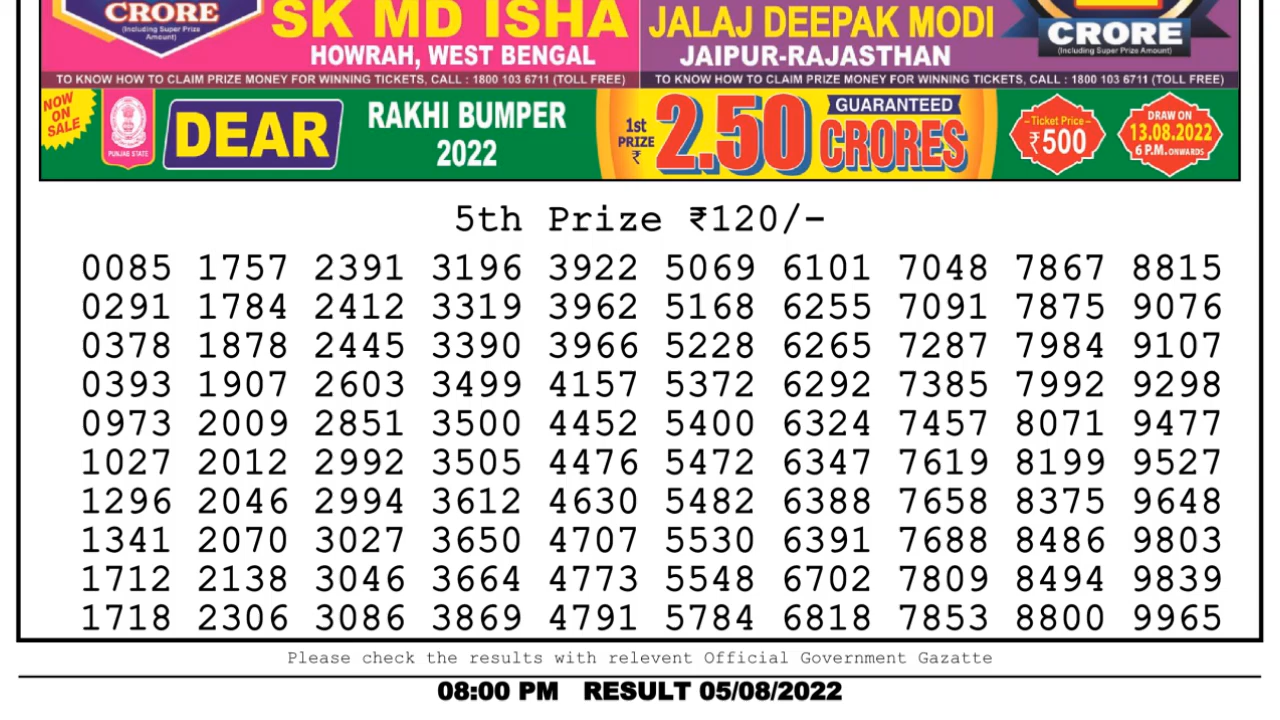 CRORE
(Including Super Prize
Amount)
SK MD ISHA
HOWRAH, WEST BENGAL
JALAJ DEEPAK MODI
JAIPUR-RAJASTHAN
CRORE
(Including Super Prize Amount)
TO KNOW HOW TO CLAIM PRIZE MONEY FOR WINNING TICKETS, CALL : 1800 103 6711 (TOLL FREE)
TO KNOW HOW TO CLAIM PRIZE MONEY FOR WINNING TICKETS, CALL : 1800 103 6711 (TOLL FREE)
NOW
ON
SALE
PUNJAB STATE
DEAR
RAKHI BUMPER
2022
1st
PRIZE
₹
2.50
GUARANTEED
CRORES
Ticket Price
₹500
DRAW ON
13.08.2022
6 P.M. ONWARDS
5th Prize ₹120/-
0085 1757 2391 3196 3922 5069 6101 7048 7867 8815
0291 1784 2412 3319 3962 5168 6255 7091 7875 9076
0378 1878 2445 3390 3966 5228 6265 7287 7984 9107
0393 1907 2603 3499 4157 5372 6292 7385 7992 9298
0973 2009 2851 3500 4452 5400 6324 7457 8071 9477
1027 2012 2992 3505 4476 5472 6347 7619 8199 9527
1296 2046 2994 3612 4630 5482 6388 7658 8375 9648
1341 2070 3027 3650 4707 5530 6391 7688 8486 9803
1712 2138 3046 3664 4773 5548 6702 7809 8494 9839
1718 2306 3086 3869 4791 5784 6818 7853 8800 9965
Please check the results with relevent Official Government Gazatte
08:00 PM RESULT 05/08/2022